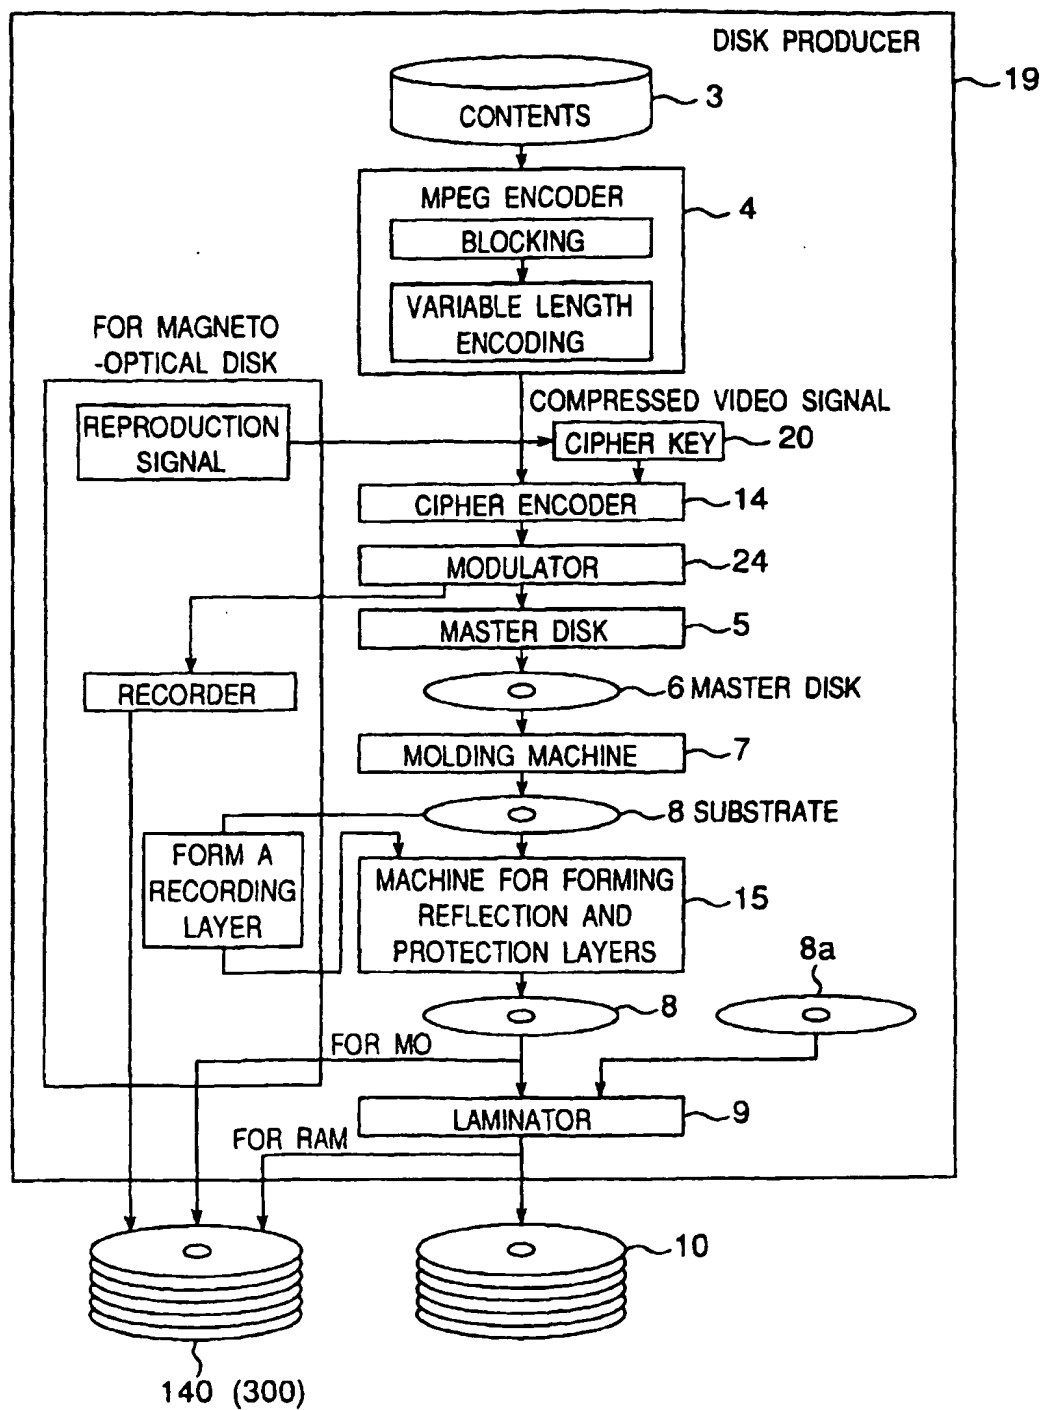 DISK PRODUCER
19
CONTENTS
3
MPEG ENCODER
4
BLOCKING
VARIABLE LENGTH
ENCODING
FOR MAGNETO
-OPTICAL DISK
COMPRESSED VIDEO SIGNAL
REPRODUCTION
SIGNAL
CIPHER KEY
20
CIPHER ENCODER
14
MODULATOR
24
MASTER DISK
5
RECORDER
6 MASTER DISK
MOLDING MACHINE
7
8 SUBSTRATE
FORM A
RECORDING
LAYER
MACHINE FOR FORMING
REFLECTION AND
PROTECTION LAYERS
15
8a
8
FOR MO
LAMINATOR
9
FOR RAM
10
140 (300)